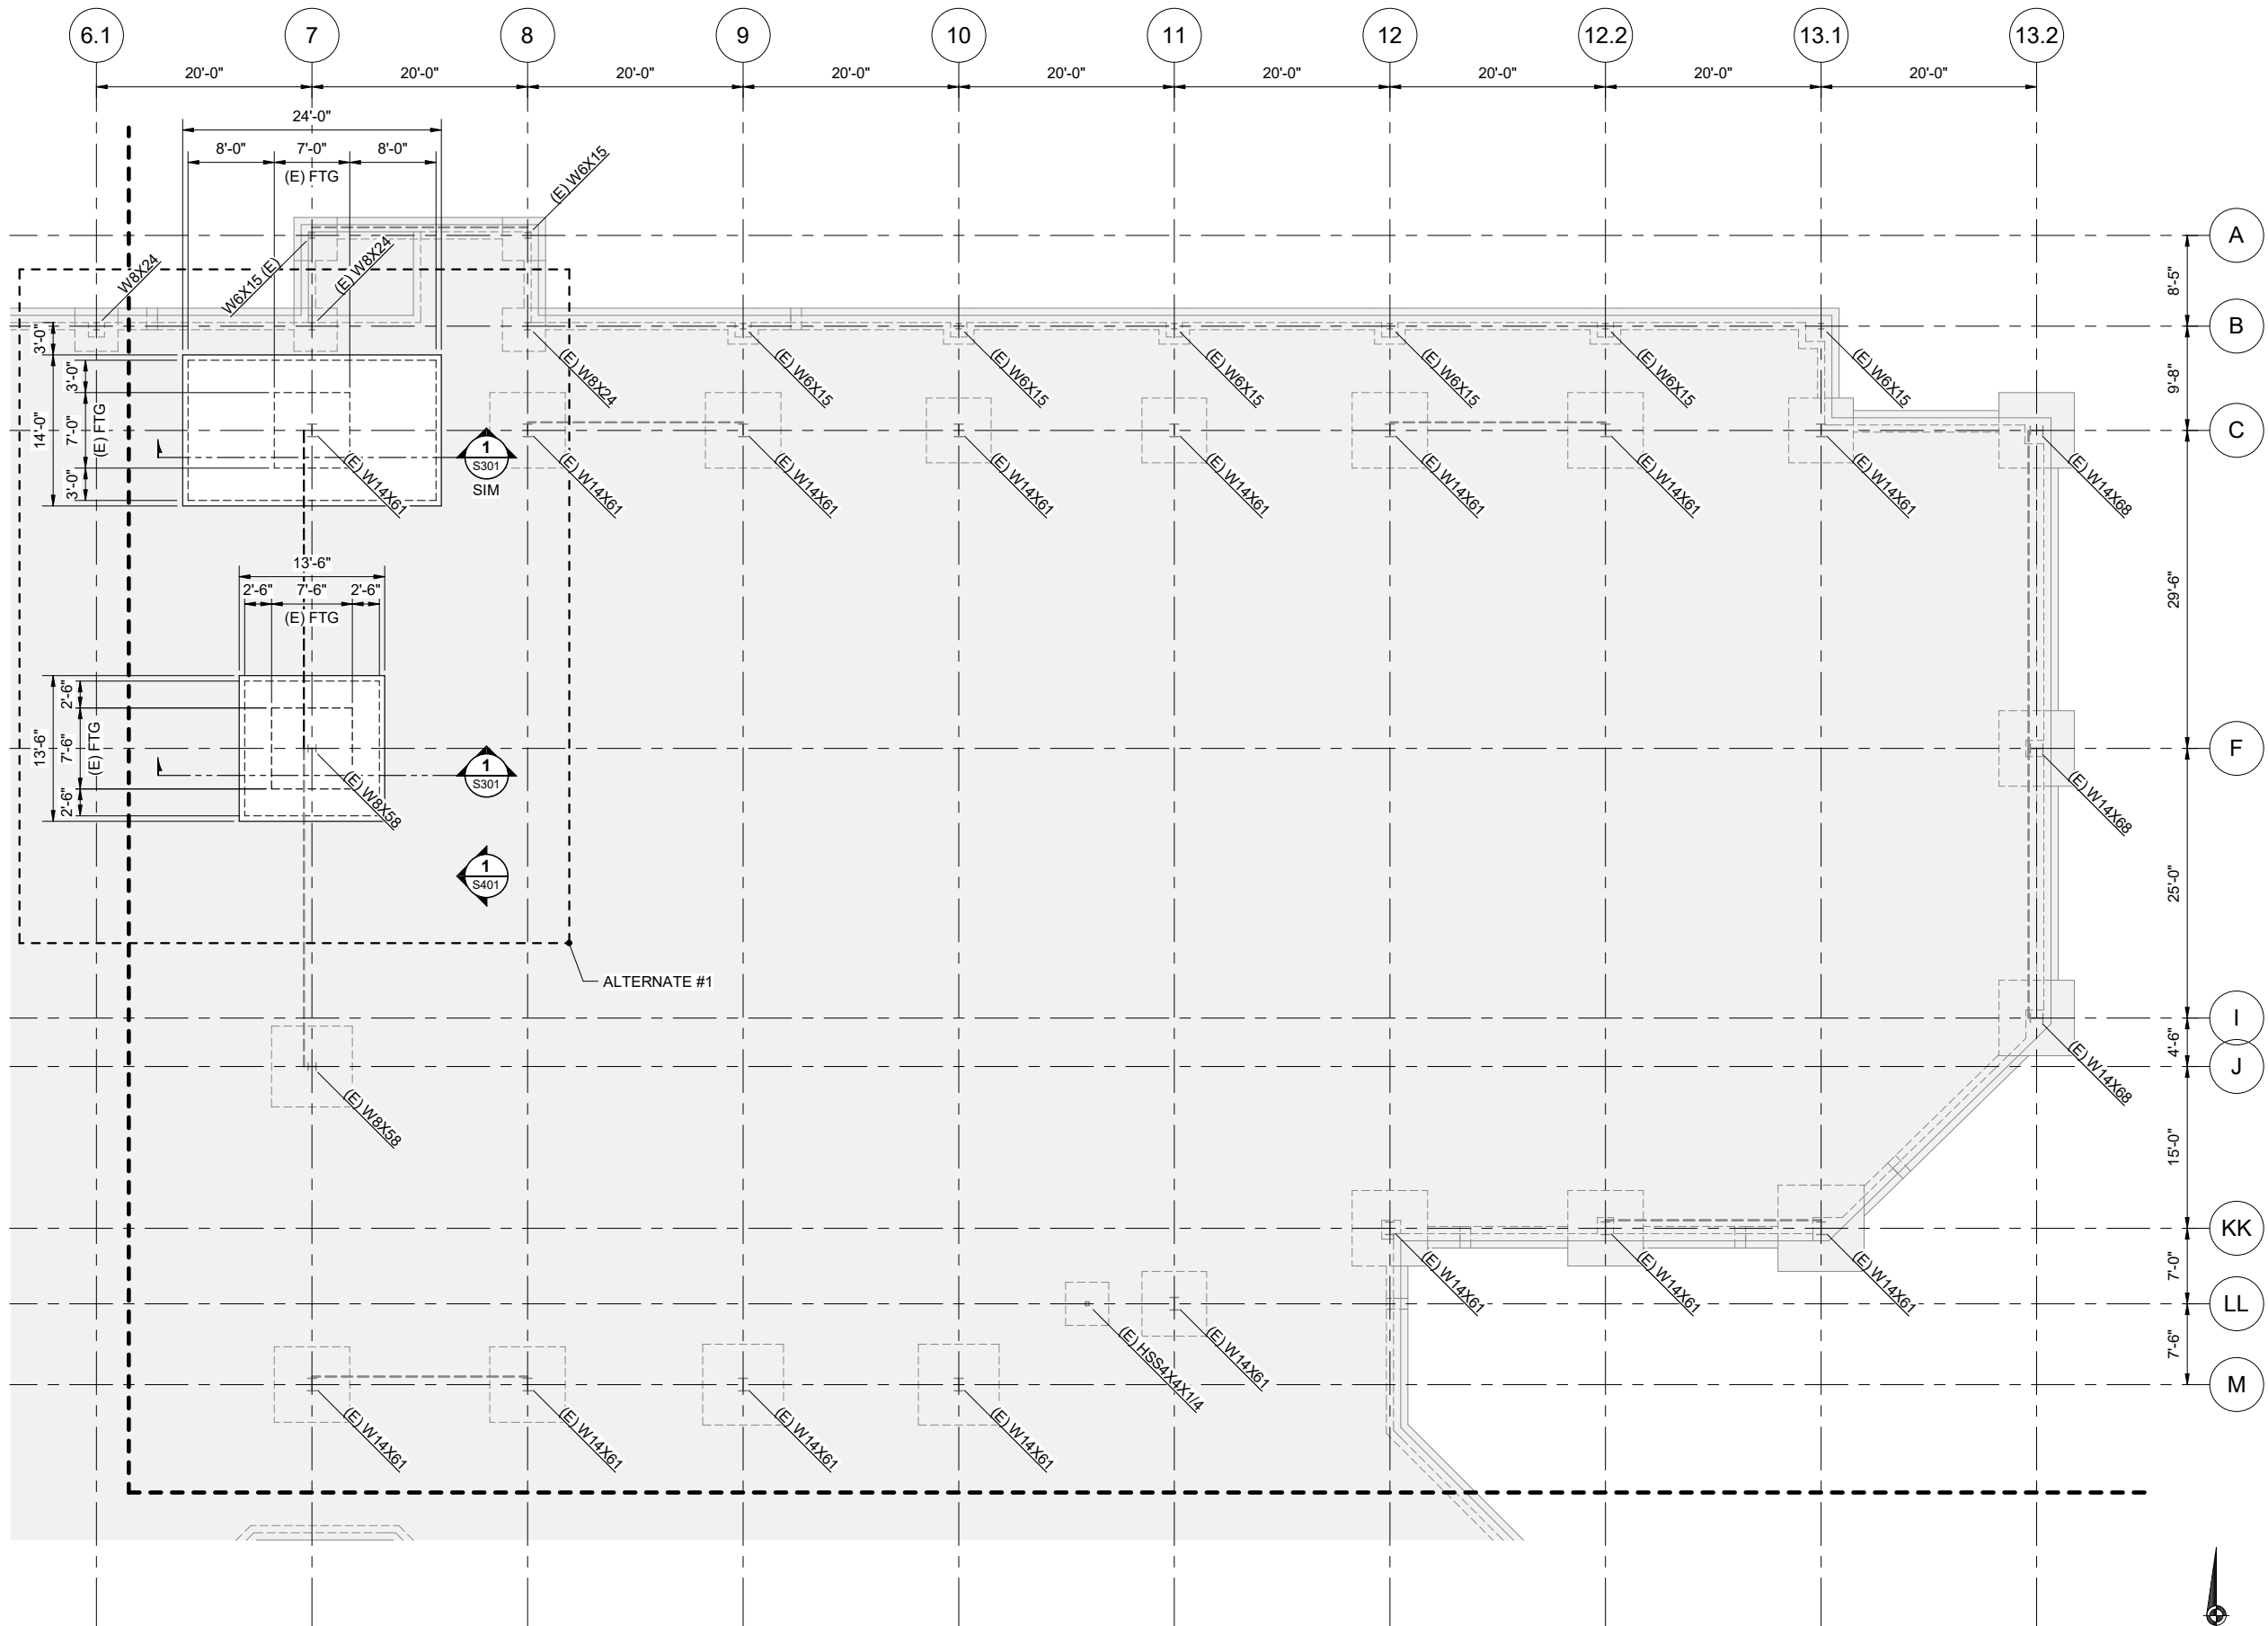 6.1
7
8
9
10
11
12
12.2
13.1
13.2
20'-0"
20'-0"
20'-0"
20'-0"
20'-0"
20'-0"
20'-0"
20'-0"
20'-0"
24'-0"
8'-0"
7'-0"
8'-0"
(E) FTG
(E) W6X15
A
8'-5"
W8X24
W6X15 (E)
(E) W8X24
B
3'-0"
(E) W8X24
(E) W6X15
(E) W6X15
(E) W6X15
(E) W6X15
(E) W6X15
(E) W6X15
9'-8"
14'-0"
3'-0"
7'-0"
(E) FTG
3'-0"
C
1
S301
SIM
(E) W14X61
(E) W14X61
(E) W14X61
(E) W14X61
(E) W14X61
(E) W14X61
(E) W14X61
(E) W14X61
(E) W14X68
29'-6"
13'-6"
2'-6"
7'-6"
2'-6"
(E) FTG
13'-6"
2'-6"
7'-6"
(E) FTG
2'-6"
F
1
S301
(E) W8X58
(E) W14X68
1
S401
25'-0"
ALTERNATE #1
I
4'-6"
J
(E) W8X58
(E) W14X68
15'-0"
KK
(E) W14X61
(E) W14X61
(E) W14X61
7'-0"
LL
(E) HSS4X4X1/4
(E) W14X61
7'-6"
M
(E) W14X61
(E) W14X61
(E) W14X61
(E) W14X61